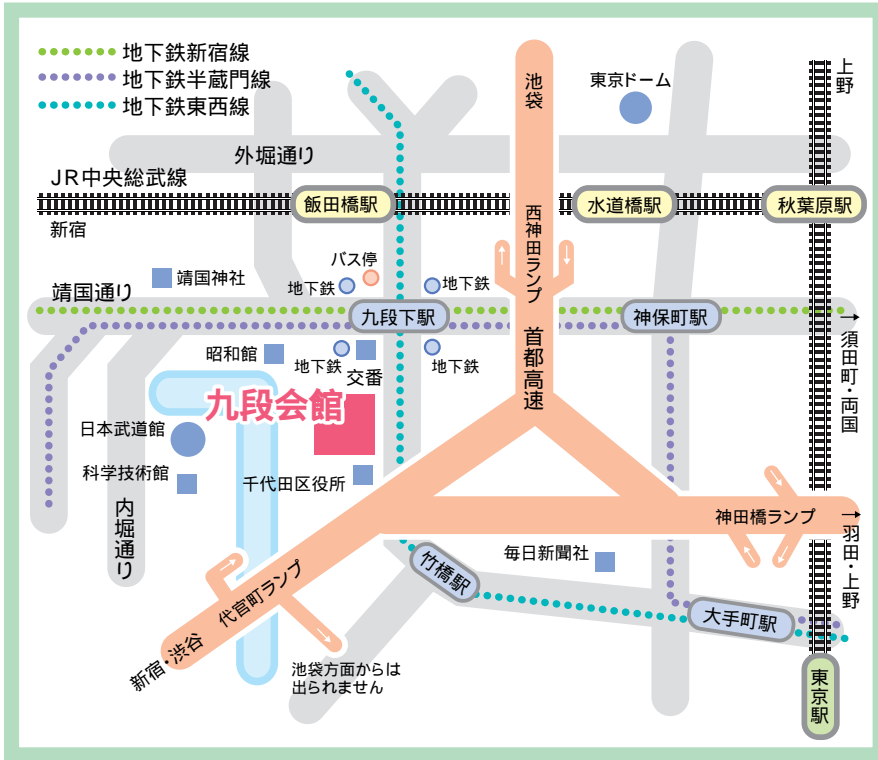 地下鉄新宿線
地下鉄半蔵門線
地下鉄東西線
池袋
東京ドーム
上野
外堀通り
JR中央総武線
飯田橋駅
水道橋駅
秋葉原駅
新宿
西神田ランプ
バス停
靖国神社
地下鉄
地下鉄
靖国通り
九段下駅
神保町駅
首都高速
→
須田町・両国
昭和館
地下鉄
交番
地下鉄
九段会館
日本武道館
科学技術館
千代田区役所
内堀通り
神田橋ランプ
→
羽田・上野
毎日新聞社
竹橋駅
代官町ランプ
新宿・渋谷
大手町駅
池袋方面からは
出られません
東京駅